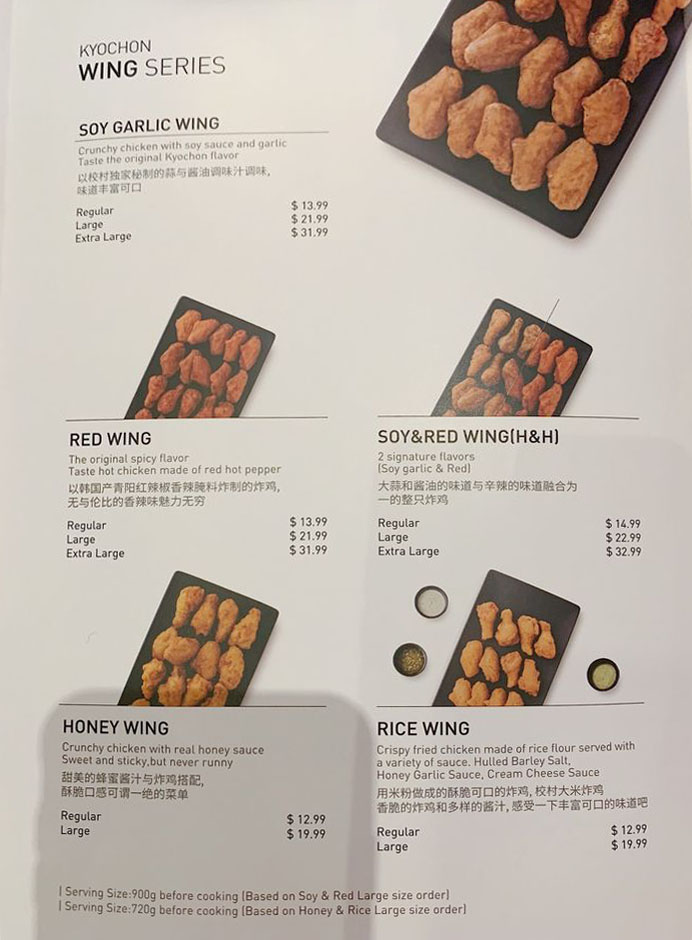 KYOCHON
WING SERIES
SOY GARLIC WING
Crunchy chicken with soy sauce and garlic
Taste the original Kyochon flavor
以校村独家秘制的蒜与酱油调味汁调味,
味道丰富可口
Regular $ 13.99
Large $ 21.99
Extra Large $ 31.99
RED WING
The original spicy flavor
Taste hot chicken made of red hot pepper
以韩国产青阳红辣椒香辣腌料炸制的炸鸡,
无与伦比的香辣味魅力无穷
Regular $ 13.99
Large $ 21.99
Extra Large $ 31.99
SOY&RED WING(H&H)
2 signature flavors
(Soy garlic & Red)
大蒜和酱油的味道与辛辣的味道融合为
一的整只炸鸡
Regular $ 14.99
Large $ 22.99
Extra Large $ 32.99
HONEY WING
Crunchy chicken with real honey sauce
Sweet and sticky,but never runny
甜美的蜂蜜酱汁与炸鸡搭配,
酥脆口感可谓一绝的菜单
Regular $ 12.99
Large $ 19.99
RICE WING
Crispy fried chicken made of rice flour served with
a variety of sauce. Hulled Barley Salt,
Honey Garlic Sauce, Cream Cheese Sauce
用米粉做成的酥脆可口的炸鸡, 校村大米炸鸡
香脆的炸鸡和多样的酱汁, 感受一下丰富可口的味道吧
Regular $ 12.99
Large $ 19.99
| Serving Size:900g before cooking (Based on Soy & Red Large size order)
| Serving Size:720g before cooking (Based on Honey & Rice Large size order)